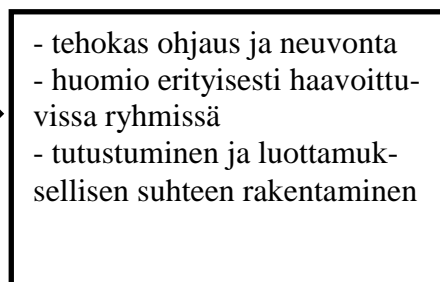 - tehokas ohjaus ja neuvonta
- huomio erityisesti haavoittu-
vissa ryhmissä
- tutustuminen ja luottamuk-
sellisen suhteen rakentaminen